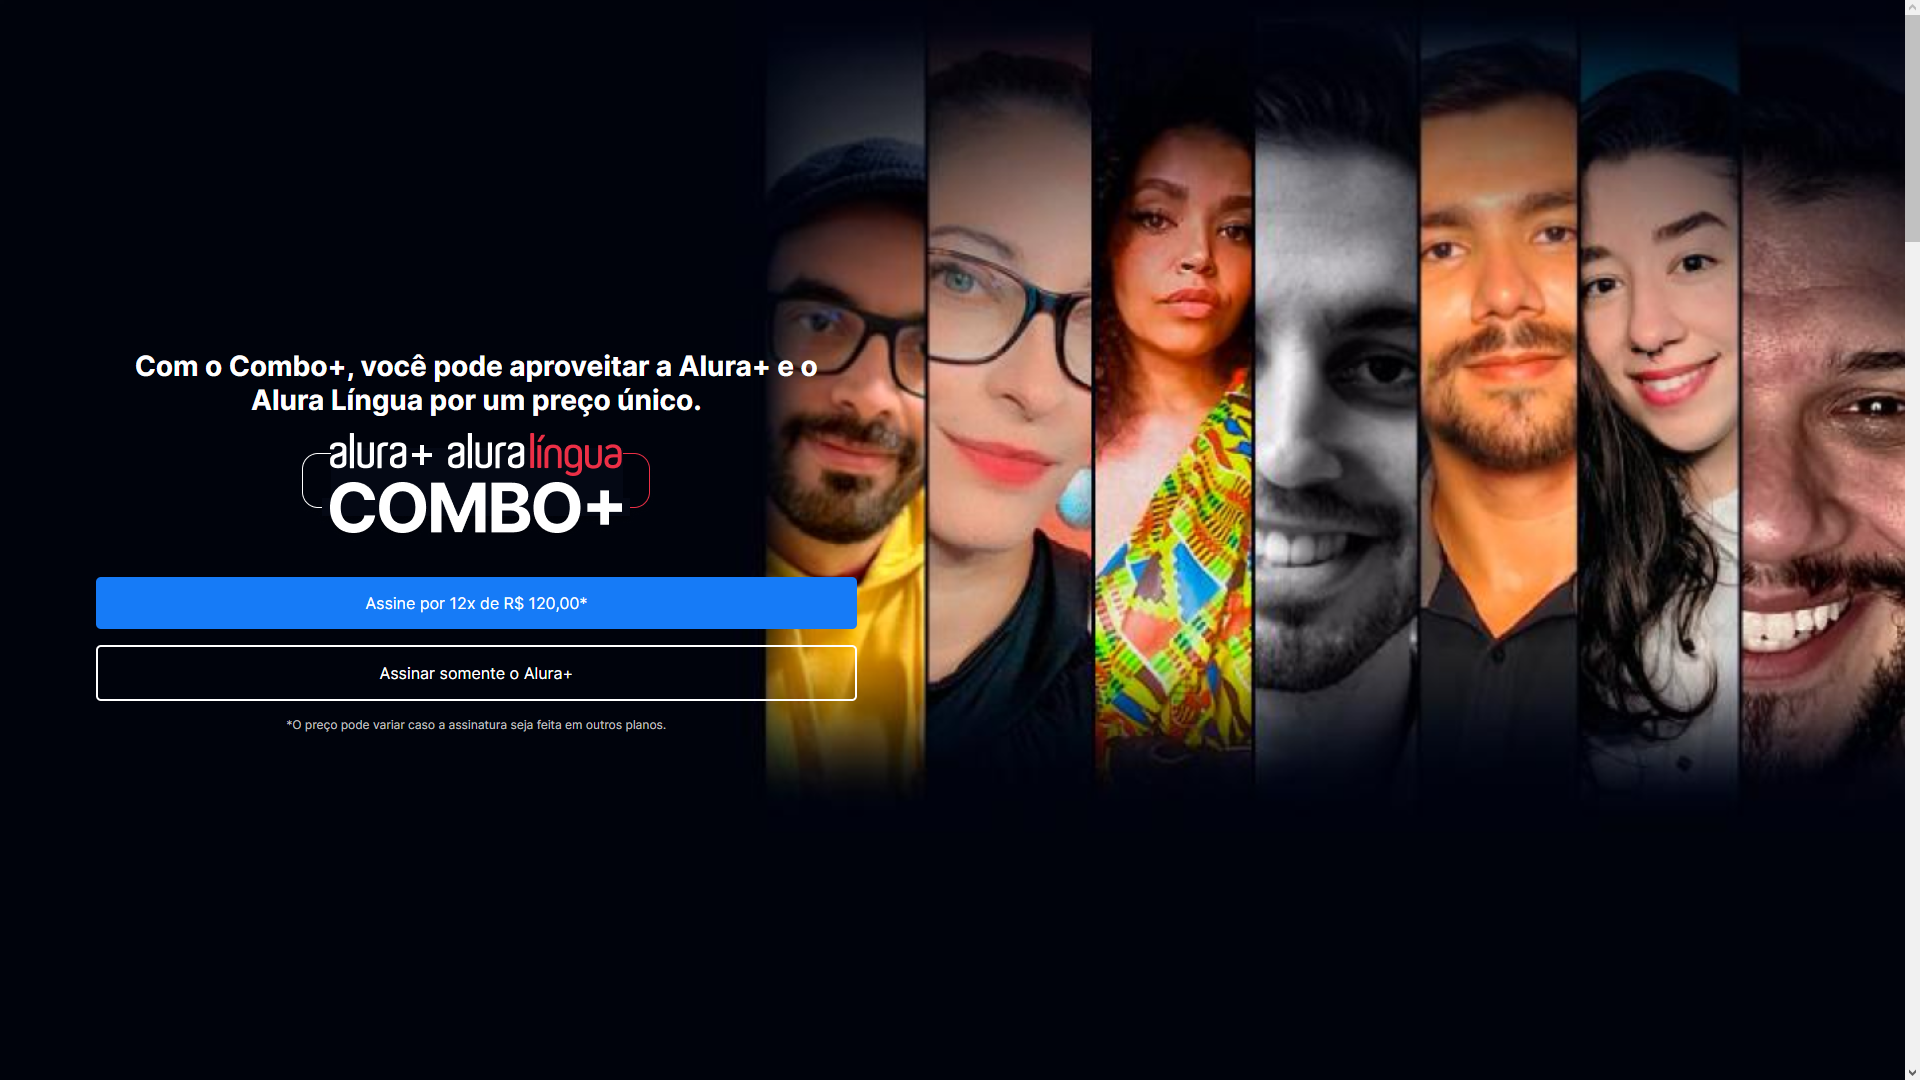 Com o Combo+, você pode aproveitar a Alura+ e o
Alura Língua por um preço único.
alura+ aluralíngua
COMBO+
Assine por 12x de R$ 120,00*
Assinar somente o Alura+
*O preço pode variar caso a assinatura seja feita em outros planos.